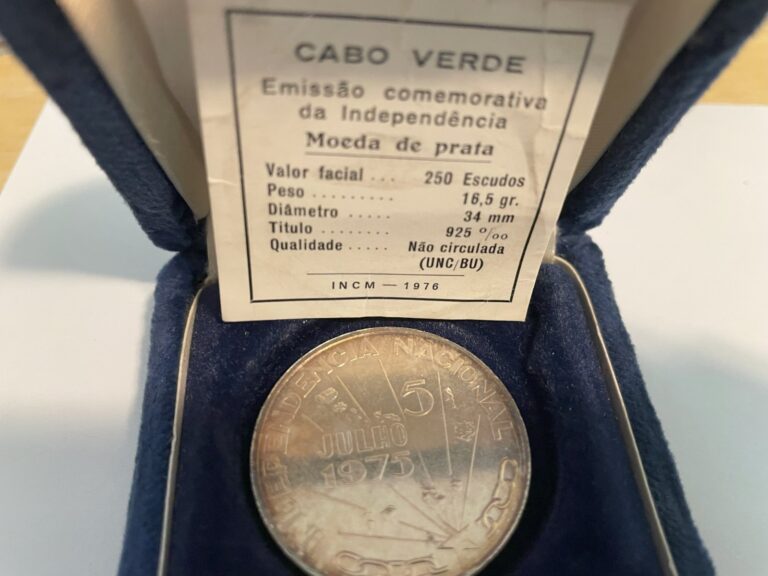 CABO VERDE
Emissão comemorativa
da Independência
Moeda de prata
Valor facial ... 250 Escudos
Peso ......... 16,5 gr.
Diâmetro ..... 34 mm
Titulo ........ 925 º/oo
Qualidade ..... Não circulada
(UNC/BU)
INCM — 1976
INDEPENDENCIA NACIONAL
5
JULHO
1975